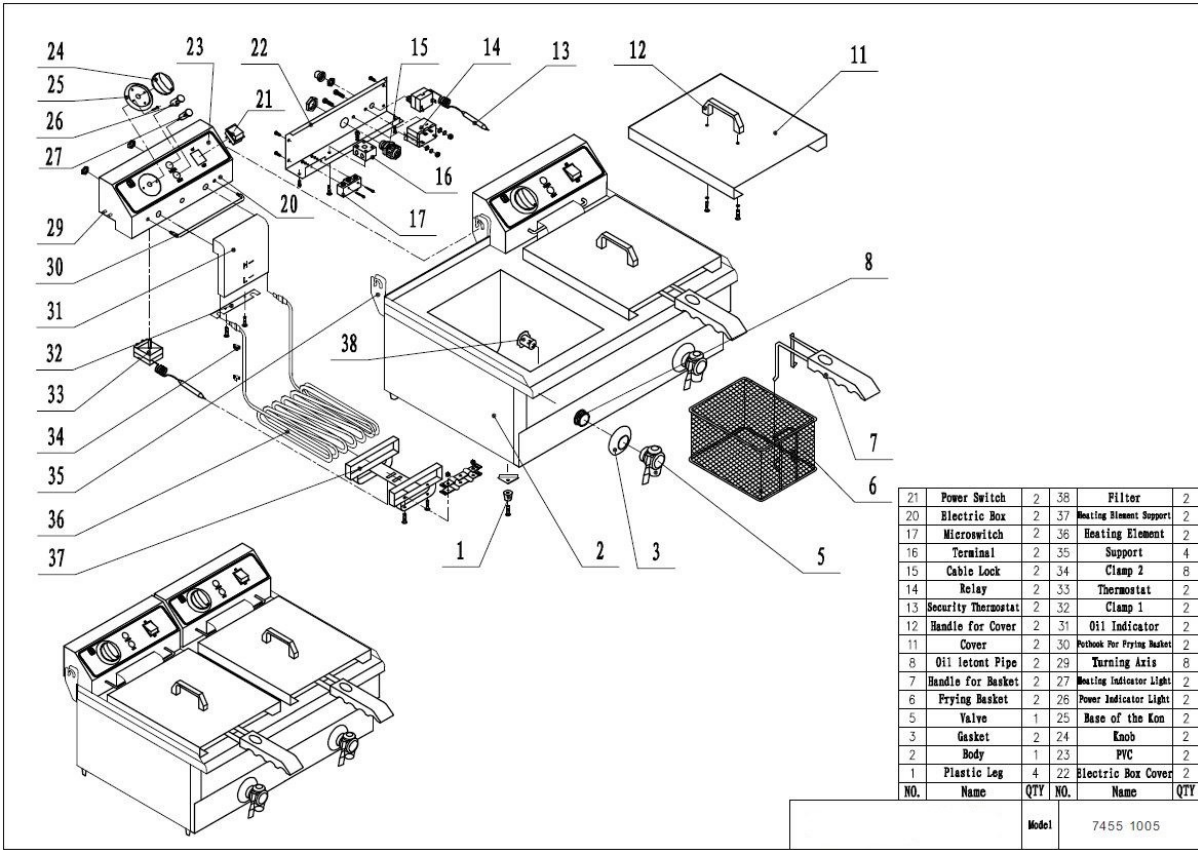 24
23
22
15
14
13
12
11
25
21
26
27
16
20
17
29
30
8
31
H
L
38
32
33
7
34
35
6
36
37
1
2
3
5
21 Power Switch 2 38 Filter 2
20 Electric Box 2 37 Heating Element Support 2
17 Microswitch 2 36 Heating Element 2
16 Terminal 2 35 Support 4
15 Cable Lock 2 34 Clamp 2 8
14 Relay 2 33 Thermostat 2
13 Security Thermostat 2 32 Clamp 1 2
12 Handle for Cover 2 31 Oil Indicator 2
11 Cover 2 30 Pothook For Frying Basket 2
8 Oil letont Pipe 2 29 Turning Axis 8
7 Handle for Basket 2 27 Heating Indicator Light 2
6 Frying Basket 2 26 Power Indicator Light 2
5 Valve 1 25 Base of the Kon 2
3 Gasket 2 24 Knob 2
2 Body 1 23 PVC 2
1 Plastic Leg 4 22 Electric Box Cover 2
NO. Name QTY NO. Name QTY
Model 7455 1005